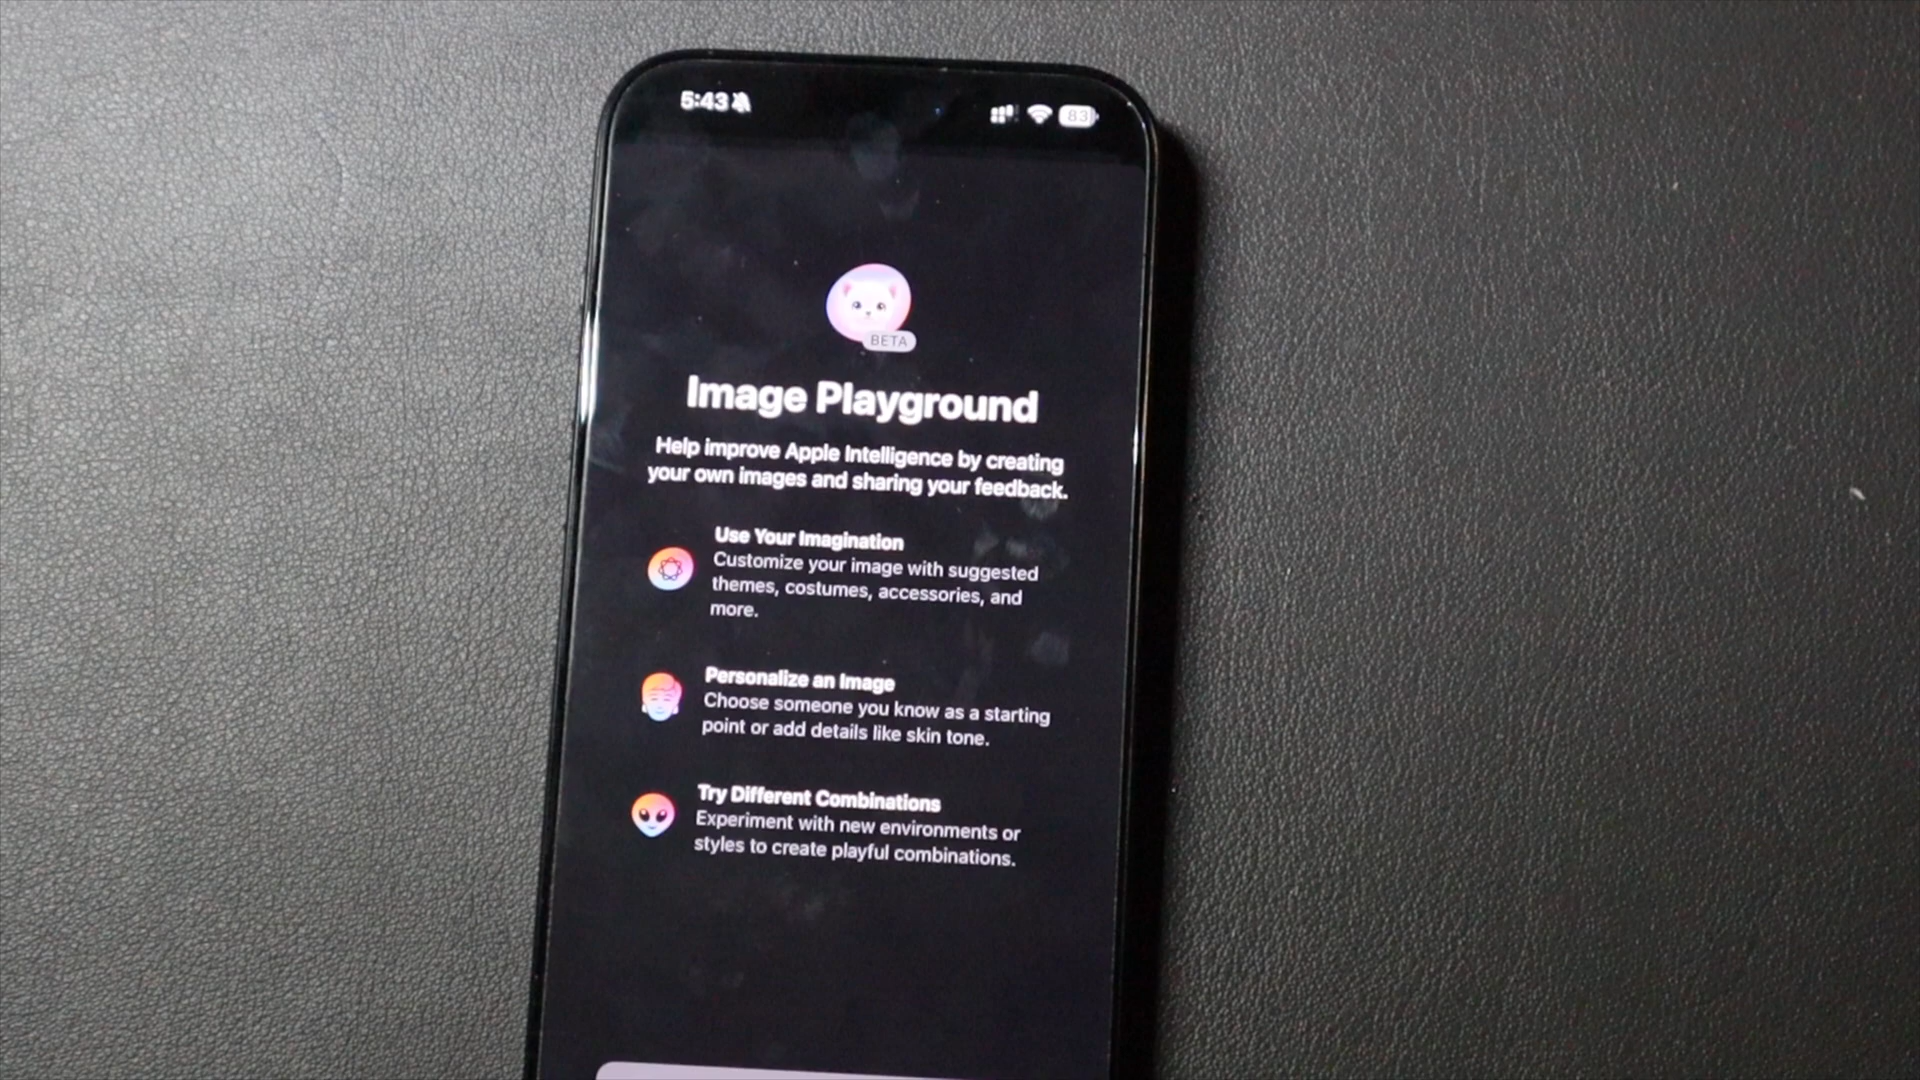 5:43
83
BETA
Image Playground
Help improve Apple Intelligence by creating
your own images and sharing your feedback.
Use Your Imagination
Customize your image with suggested
themes, costumes, accessories, and
more.
Personalize an Image
Choose someone you know as a starting
point or add details like skin tone.
Try Different Combinations
Experiment with new environments or
styles to create playful combinations.